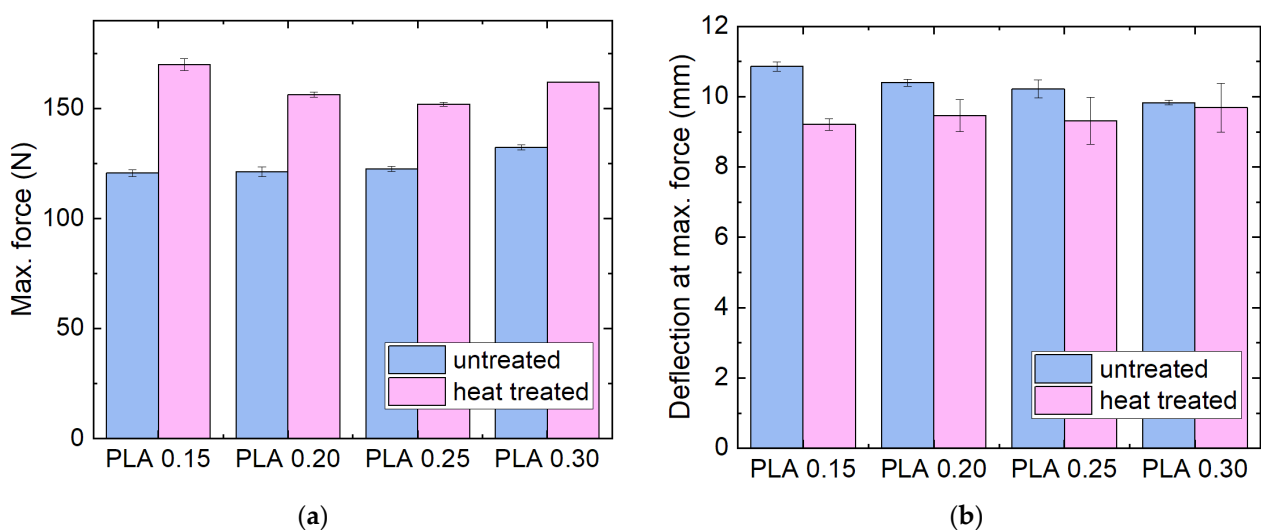 Max. force (N)
150
100
50
0
untreated
heat treated
PLA 0.15 PLA 0.20 PLA 0.25 PLA 0.30
(a)
Deflection at max. force (mm)
12
10
8
6
4
2
0
untreated
heat treated
PLA 0.15 PLA 0.20 PLA 0.25 PLA 0.30
(b)